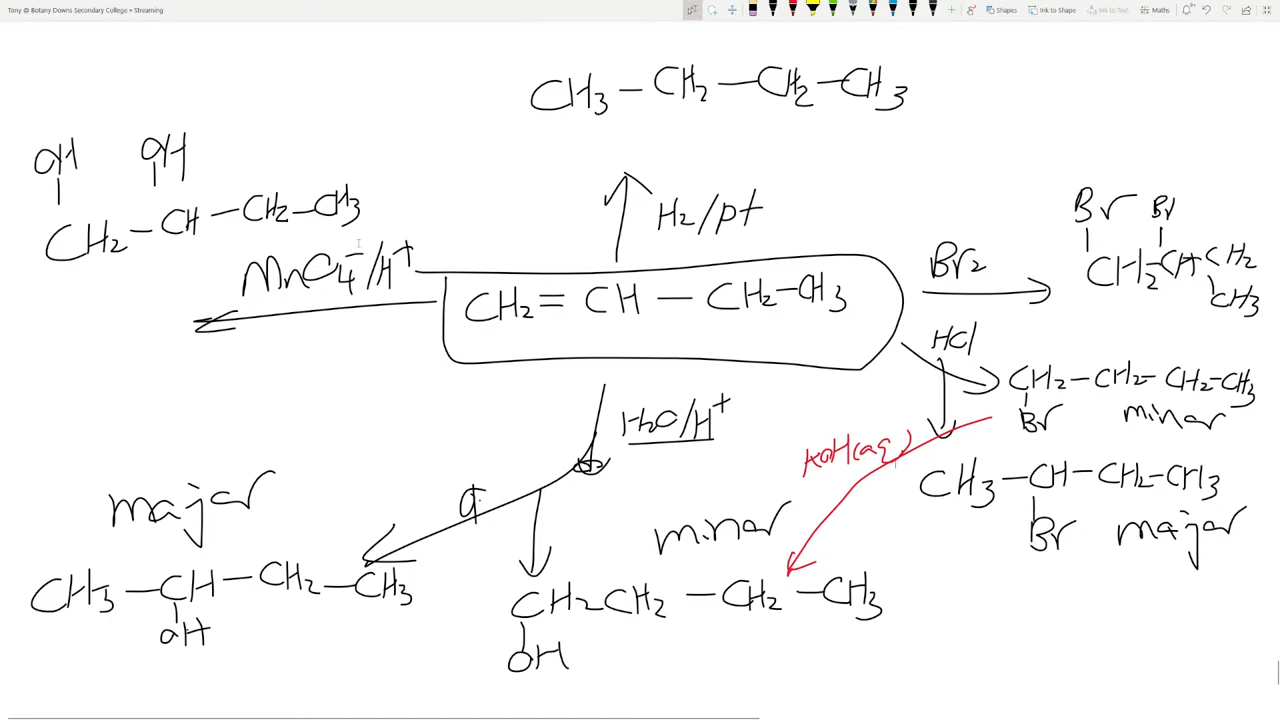 Tony @ Botany Downs Secondary College • Streaming
Shapes Ink to Shape Ink to Text Maths
CH3 – CH2 – CH2 – CH3
OH OH
CH2 – CH – CH2 – CH3
H2/pt
MnO4⁻/H⁺
CH2 = CH – CH2 – CH3
Br2
Br Br
CH2 CH CH2
CH3
HCl
CH2 – CH2 – CH2 – CH3
Br minor
H2O/H⁺
KOH(aq)
CH3 – CH – CH2 – CH3
Br major
major
minor
CH3 – CH – CH2 – CH3
OH
CH2CH2 – CH2 – CH3
OH